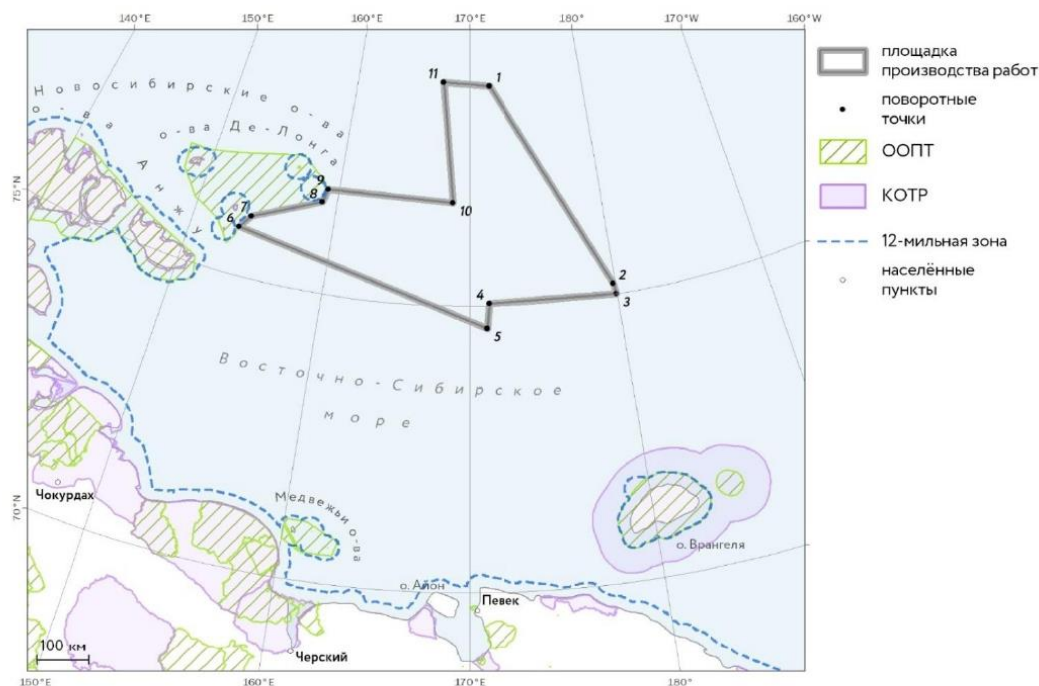 140°E 150°E 160°E 170°E 180° 170°W 160°W
Новосибирские о-ва
о-ва Анжу
о-ва Де-Лонга
75°N
70°N
11
1
9
8
7
6
10
2
3
4
5
Восточно-Сибирское
море
Чокурдах
Медвежьи о-ва
о. Врангеля
о. Айон
Певек
Черский
100 км
150°E 160°E 170°E 180°
площадка
производства работ
поворотные
точки
ООПТ
КОТР
12-мильная зона
населённые
пункты